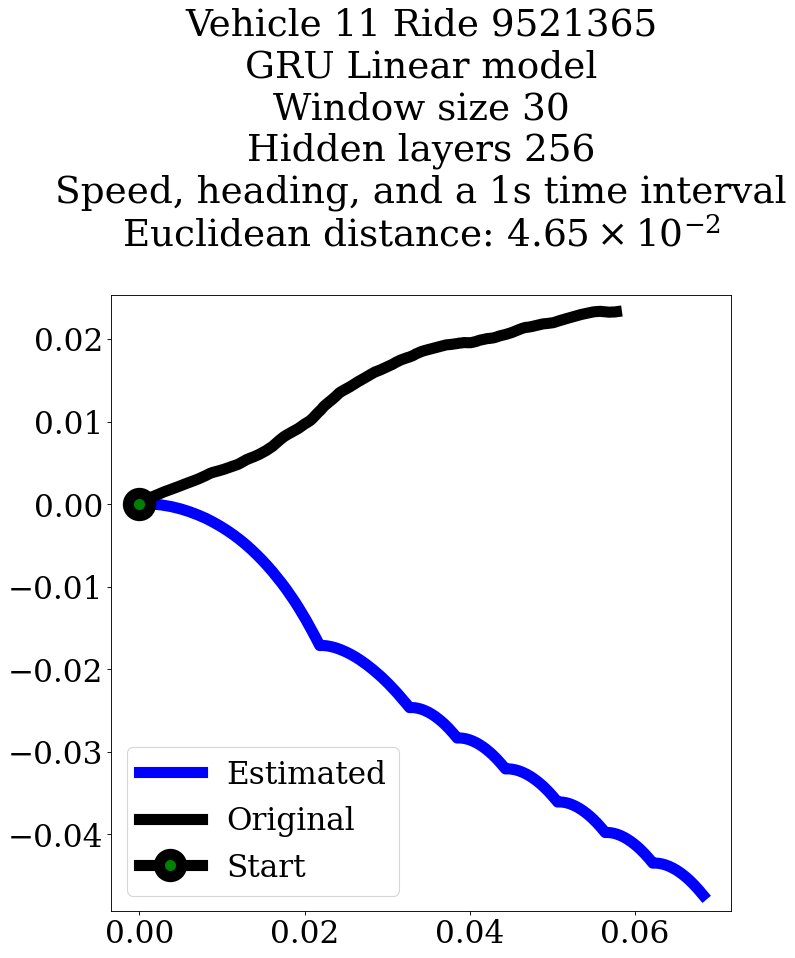 Vehicle 11 Ride 9521365
GRU Linear model
Window size 30
Hidden layers 256
Speed, heading, and a 1s time interval
Euclidean distance: 4.65 × 10⁻²
0.02
0.01
0.00
−0.01
−0.02
−0.03
−0.04
Estimated
Original
Start
0.00 0.02 0.04 0.06